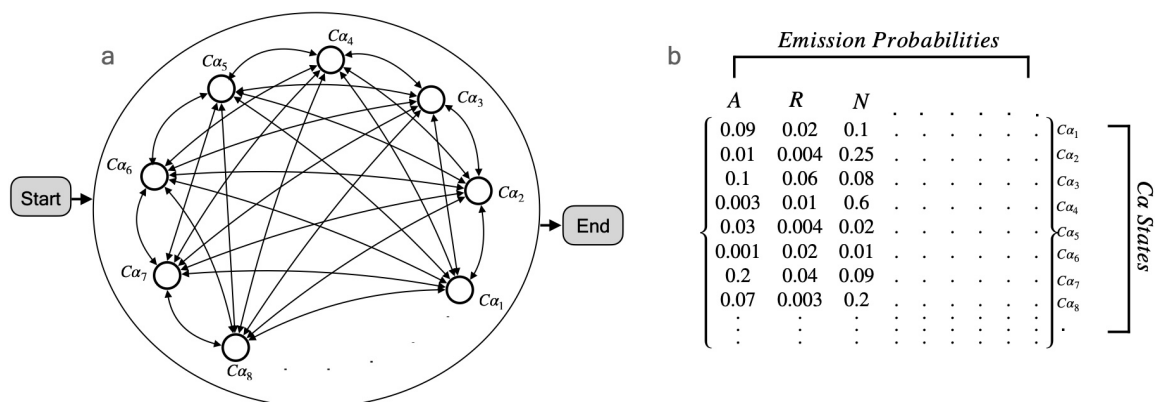 a
Start
Cα₁
Cα₂
Cα₃
Cα₄
Cα₅
Cα₆
Cα₇
Cα₈
End
b
Emission Probabilities
A R N . . . . . .
0.09 0.02 0.1 . . . . . . Cα₁
0.01 0.004 0.25 . . . . . . Cα₂
0.1 0.06 0.08 . . . . . . Cα₃
0.003 0.01 0.6 . . . . . . Cα₄
0.03 0.004 0.02 . . . . . . Cα₅
0.001 0.02 0.01 . . . . . . Cα₆
0.2 0.04 0.09 . . . . . . Cα₇
0.07 0.003 0.2 . . . . . . Cα₈
Cα States